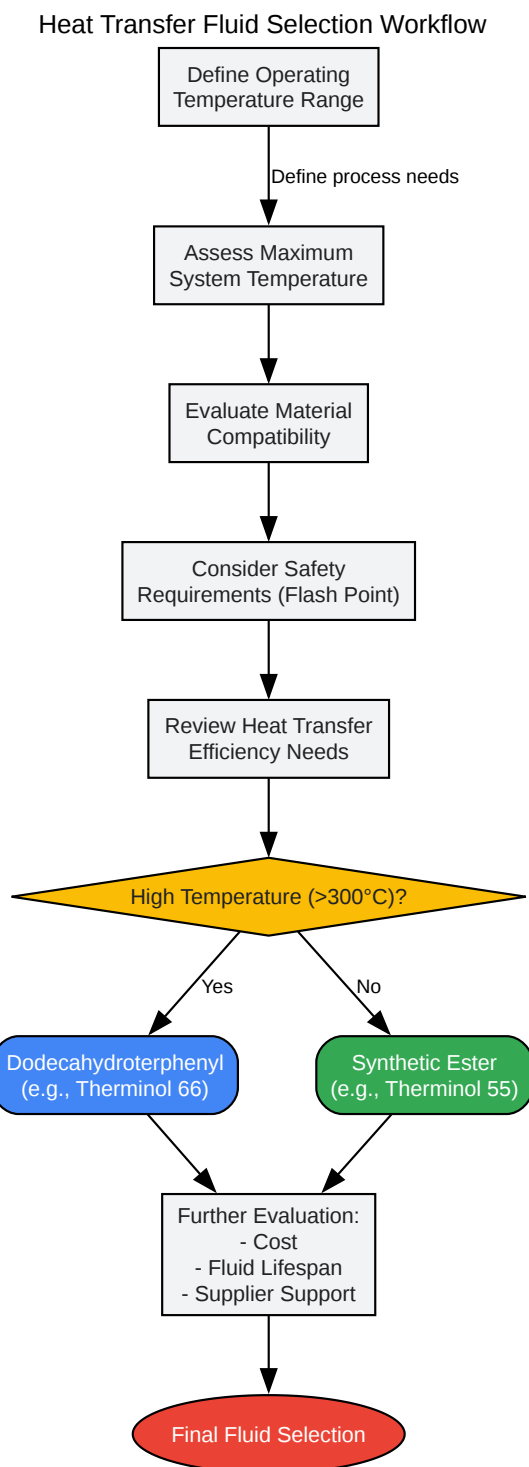 Heat Transfer Fluid Selection Workflow
Define Operating
Temperature Range
Define process needs
Assess Maximum
System Temperature
Evaluate Material
Compatibility
Consider Safety
Requirements (Flash Point)
Review Heat Transfer
Efficiency Needs
High Temperature (>300°C)?
Yes
No
Dodecahydroterphenyl
(e.g., Therminol 66)
Synthetic Ester
(e.g., Therminol 55)
Further Evaluation:
- Cost
- Fluid Lifespan
- Supplier Support
Final Fluid Selection